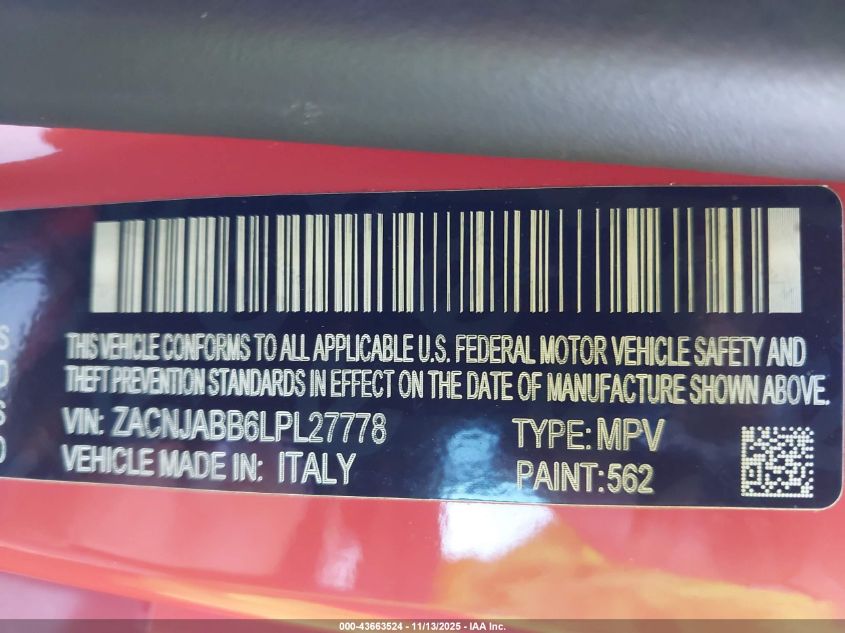 THIS VEHICLE CONFORMS TO ALL APPLICABLE U.S. FEDERAL MOTOR VEHICLE SAFETY AND
THEFT PREVENTION STANDARDS IN EFFECT ON THE DATE OF MANUFACTURE SHOWN ABOVE.
VIN: ZACNJABB6LPL27778 TYPE: MPV
VEHICLE MADE IN: ITALY PAINT: 562
000-43663524 - 11/13/2025 - IAA Inc.